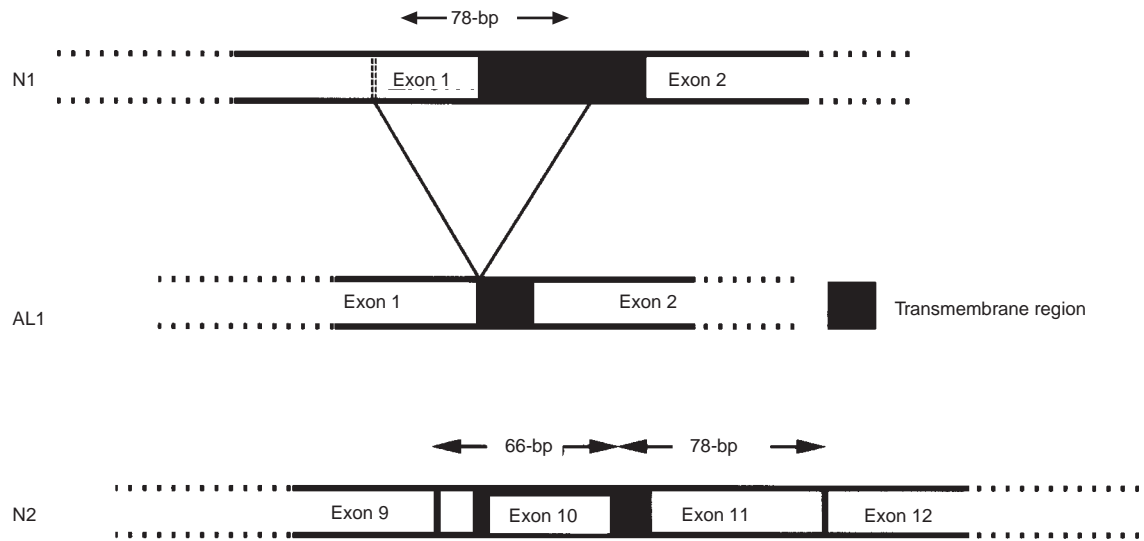 78-bp
N1
Exon 1
Exon 2
Exon 1
Exon 2
AL1
Transmembrane region
66-bp
78-bp
N2
Exon 9
Exon 10
Exon 11
Exon 12